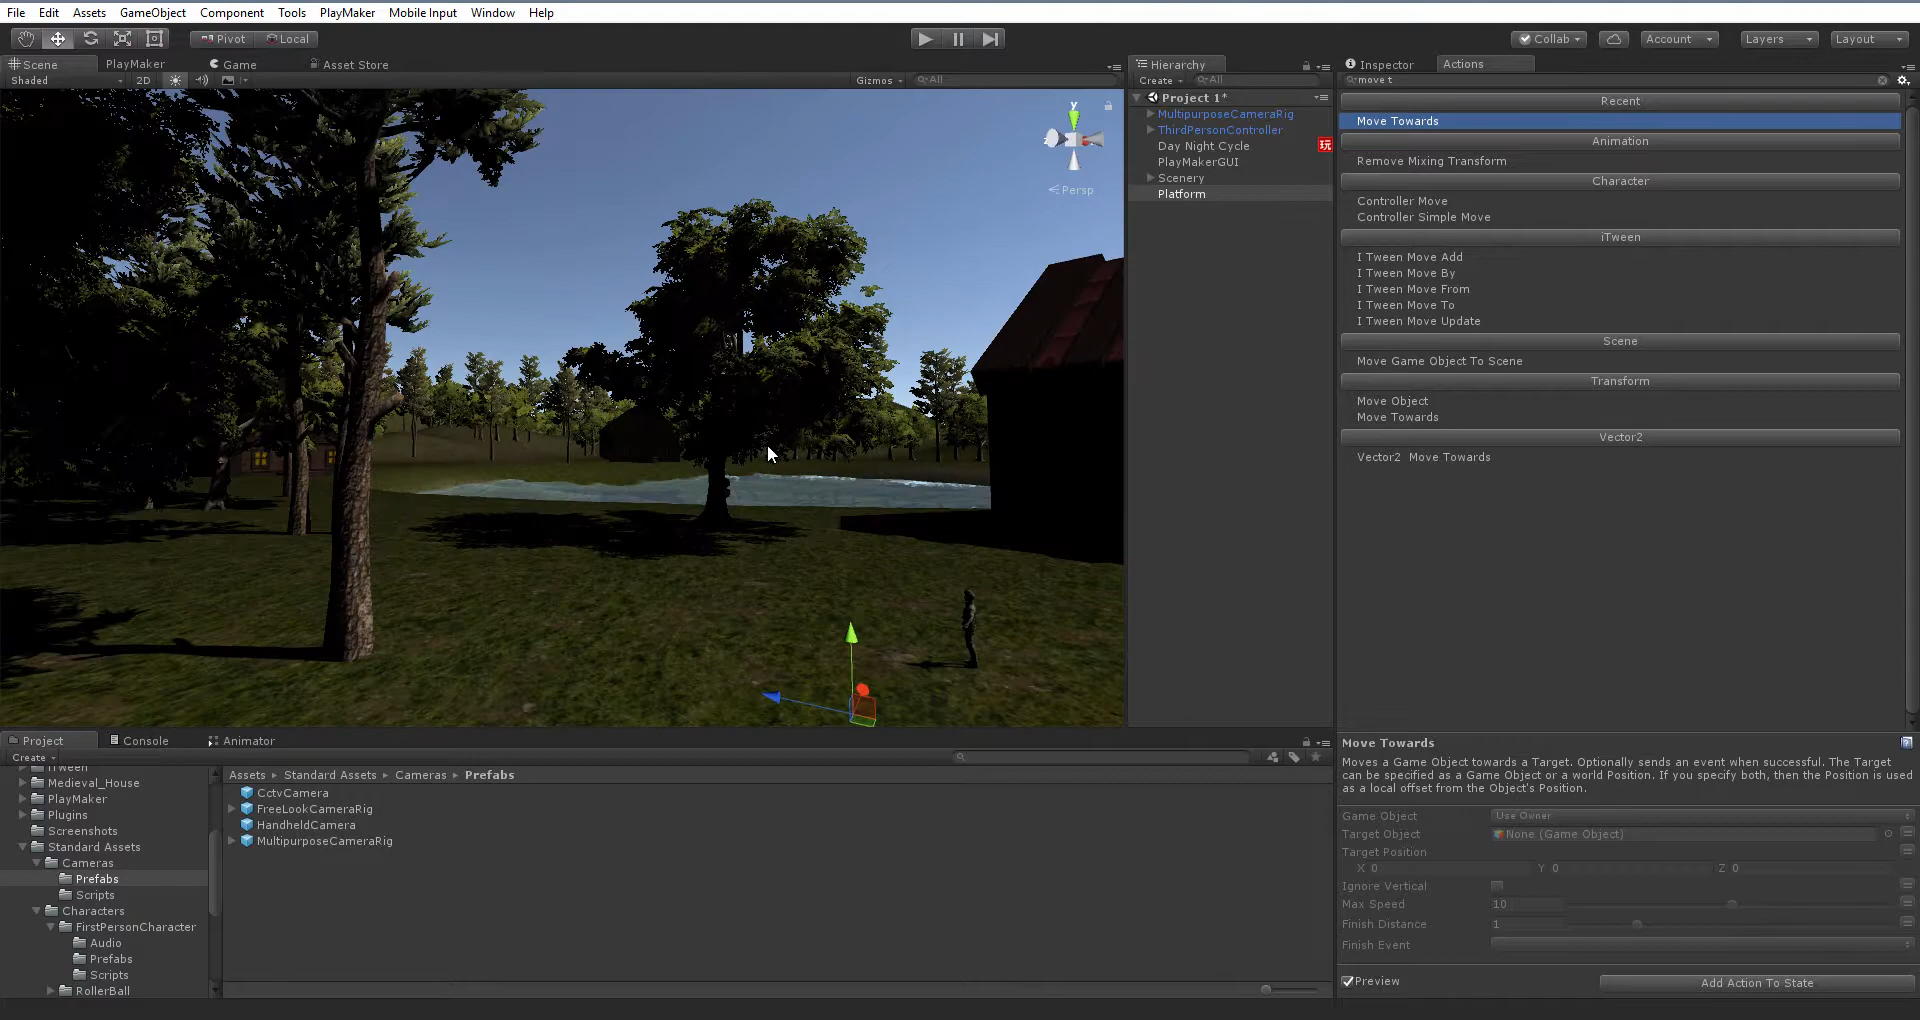 File Edit Assets GameObject Component Tools PlayMaker Mobile Input Window Help
Pivot Local Collab Account Layers Layout
Scene PlayMaker Game Asset Store
Shaded 2D Gizmos All
Hierarchy
Create All
Project 1*
MultipurposeCameraRig
ThirdPersonController
Day Night Cycle 玩
PlayMakerGUI
Scenery
Platform
y
Persp
Inspector Actions
move t
Recent
Move Towards
Animation
Remove Mixing Transform
Character
Controller Move
Controller Simple Move
iTween
I Tween Move Add
I Tween Move By
I Tween Move From
I Tween Move To
I Tween Move Update
Scene
Move Game Object To Scene
Transform
Move Object
Move Towards
Vector2
Vector2 Move Towards
Project Console Animator
Create
iTween
Medieval_House
PlayMaker
Plugins
Screenshots
Standard Assets
Cameras
Prefabs
Scripts
Characters
FirstPersonCharacter
Audio
Prefabs
Scripts
RollerBall
Assets Standard Assets Cameras Prefabs
CctvCamera
FreeLookCameraRig
HandheldCamera
MultipurposeCameraRig
Move Towards
Moves a Game Object towards a Target. Optionally sends an event when successful. The Target
can be specified as a Game Object or a world Position. If you specify both, then the Position is used
as a local offset from the Object's Position.
Game Object Use Owner
Target Object None (Game Object)
Target Position
X 0 Y 0 Z 0
Ignore Vertical
Max Speed 10
Finish Distance 1
Finish Event
Preview Add Action To State